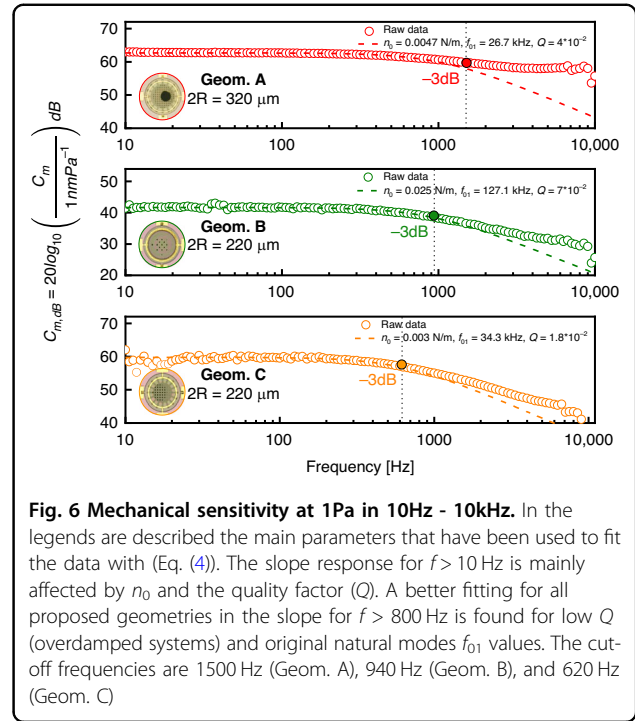 70
60
50
40
Raw data
n₀ = 0.0047 N/m, f₀₁ = 26.7 kHz, Q = 4*10⁻²
Geom. A
2R = 320 μm
−3dB
10
100
1000
10,000
50
40
30
20
Raw data
n₀ = 0.025 N/m, f₀₁ = 127.1 kHz, Q = 7*10⁻²
Geom. B
2R = 220 μm
−3dB
10
100
1000
10,000
70
60
50
40
Raw data
n₀ = 0.003 N/m, f₀₁ = 34.3 kHz, Q = 1.8*10⁻²
Geom. C
2R = 220 μm
−3dB
10
100
1000
10,000
C_{m,dB} = 20log₁₀ (C_m / 1nmPa⁻¹) dB
Frequency [Hz]
Fig. 6 Mechanical sensitivity at 1Pa in 10Hz - 10kHz. In the
legends are described the main parameters that have been used to fit
the data with (Eq. (4)). The slope response for f > 10 Hz is mainly
affected by n₀ and the quality factor (Q). A better fitting for all
proposed geometries in the slope for f > 800 Hz is found for low Q
(overdamped systems) and original natural modes f₀₁ values. The cut-
off frequencies are 1500 Hz (Geom. A), 940 Hz (Geom. B), and 620 Hz
(Geom. C)